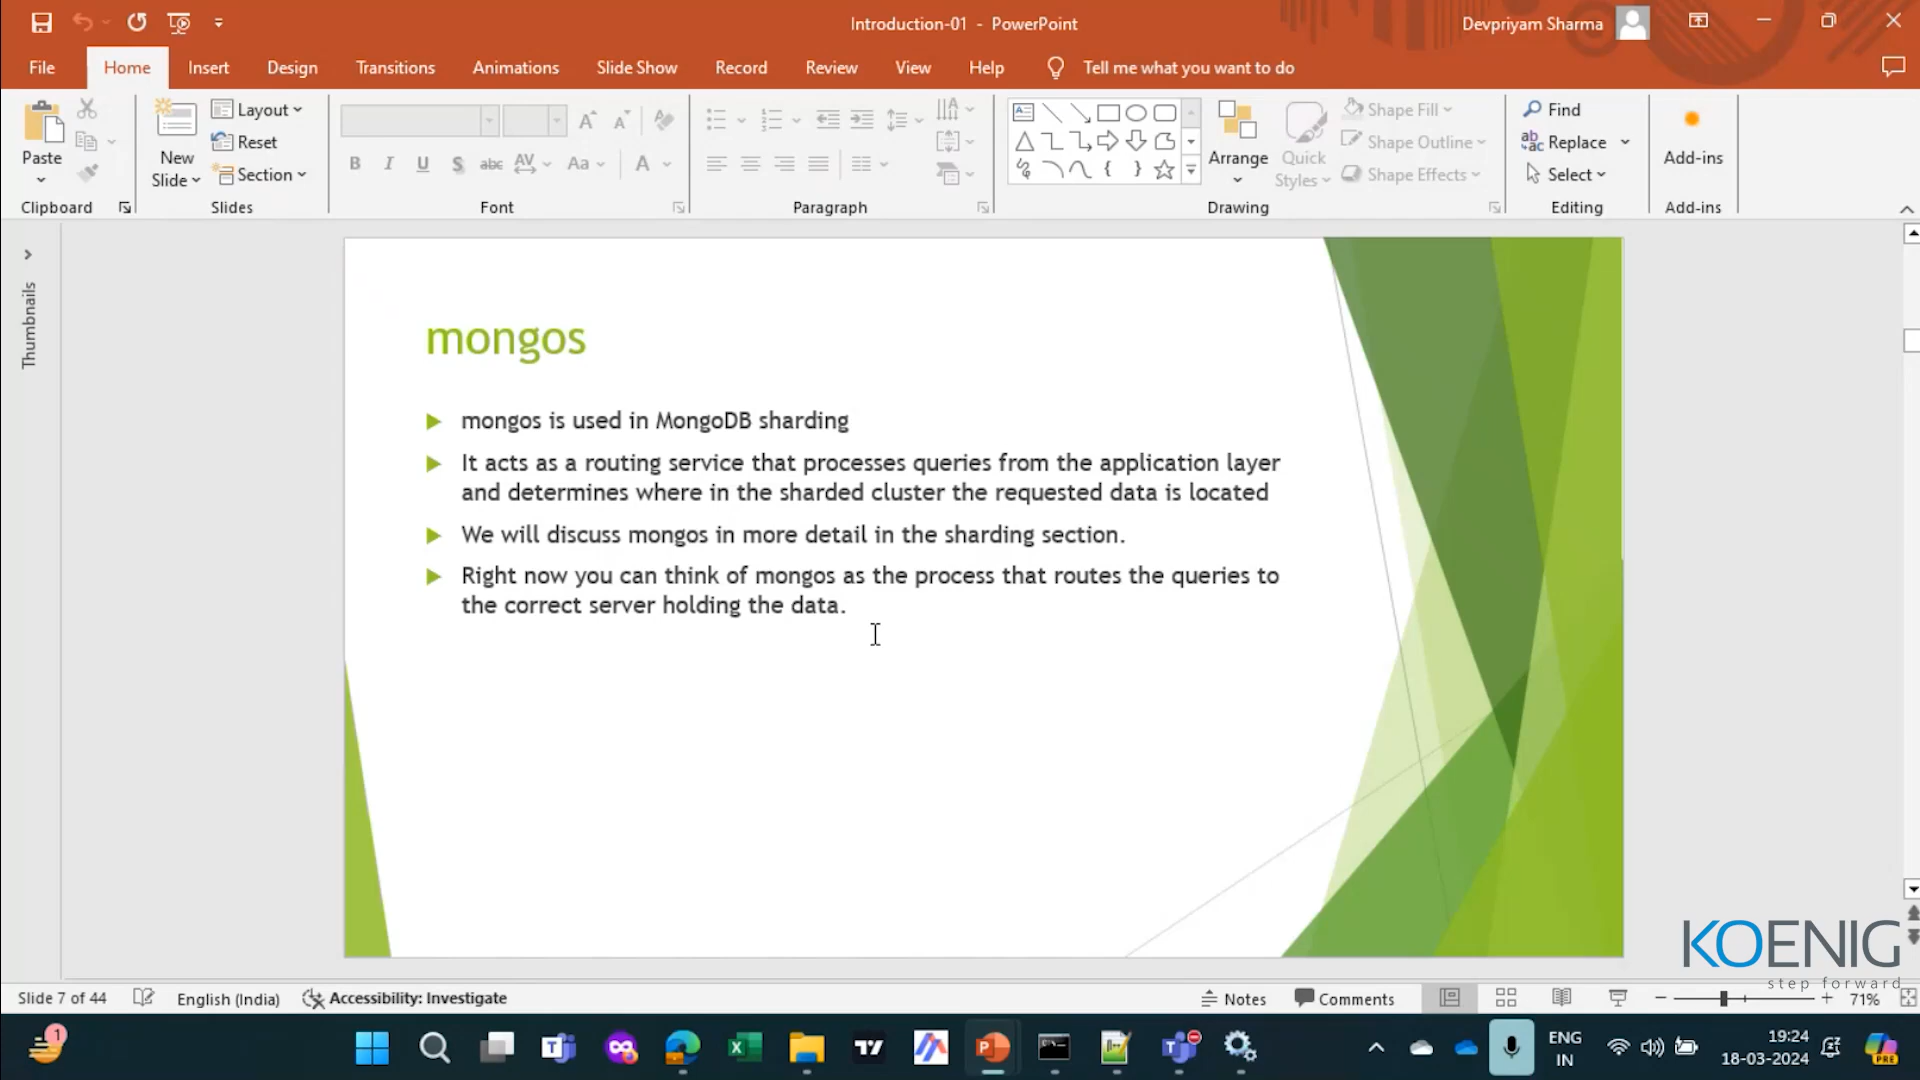 Introduction-01 - PowerPoint
Devpriyam Sharma
File Home Insert Design Transitions Animations Slide Show Record Review View Help Tell me what you want to do
Paste
New
Slide
Layout
Reset
Section
B I U S abc AV Aa A
Arrange
Quick
Styles
Shape Fill
Shape Outline
Shape Effects
Find
Replace
Select
Add-ins
Clipboard Slides Font Paragraph Drawing Editing Add-ins
Thumbnails
mongos
mongos is used in MongoDB sharding
It acts as a routing service that processes queries from the application layer
and determines where in the sharded cluster the requested data is located
We will discuss mongos in more detail in the sharding section.
Right now you can think of mongos as the process that routes the queries to
the correct server holding the data.
KOENIG
step forward
Slide 7 of 44 English (India) Accessibility: Investigate Notes Comments 71%
1
ENG
IN
19:24
18-03-2024
PRE